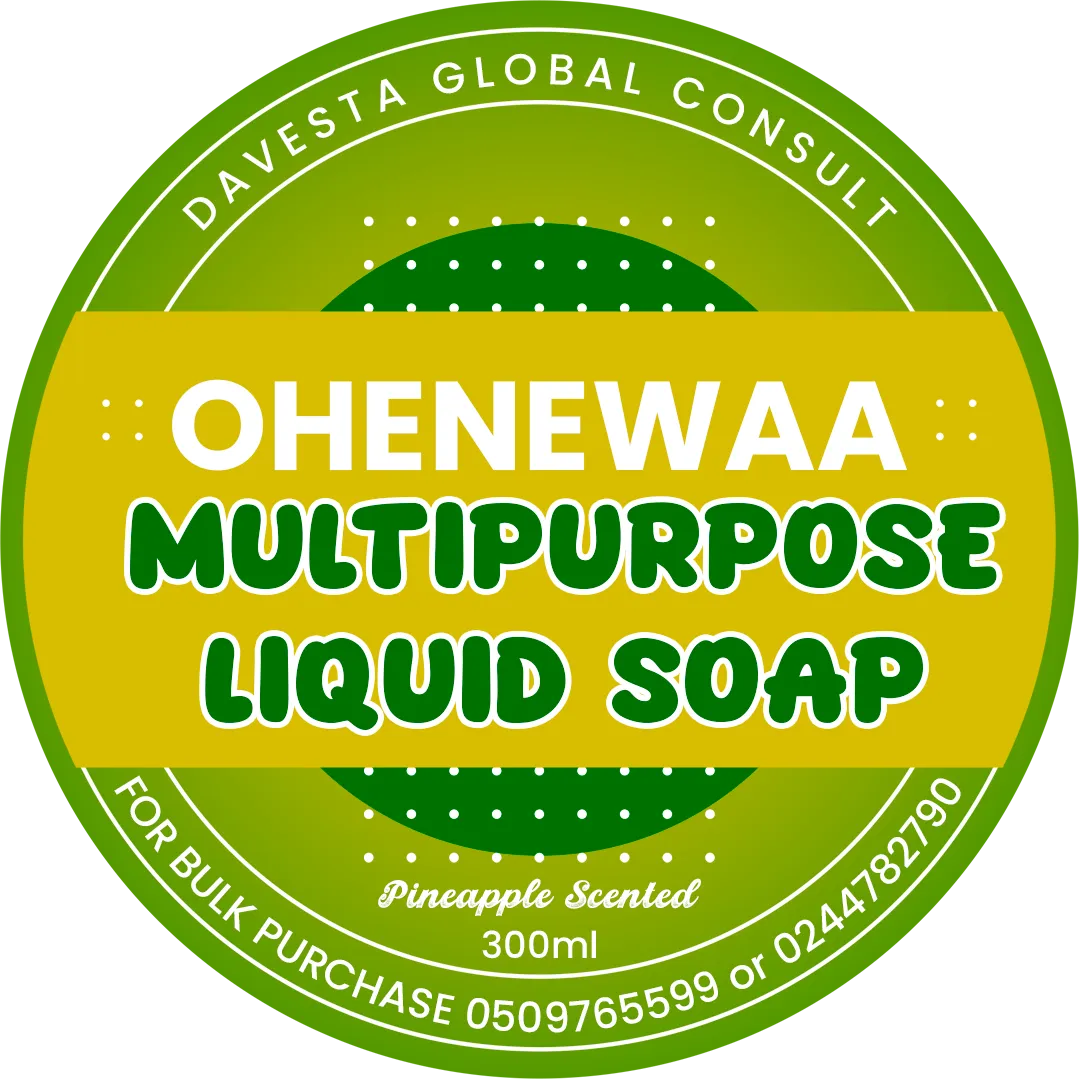 DAVESTA GLOBAL CONSULT
OHENEWAA
MULTIPURPOSE
LIQUID SOAP
Pineapple Scented
300ml
FOR BULK PURCHASE 0509765599 or 0244782790